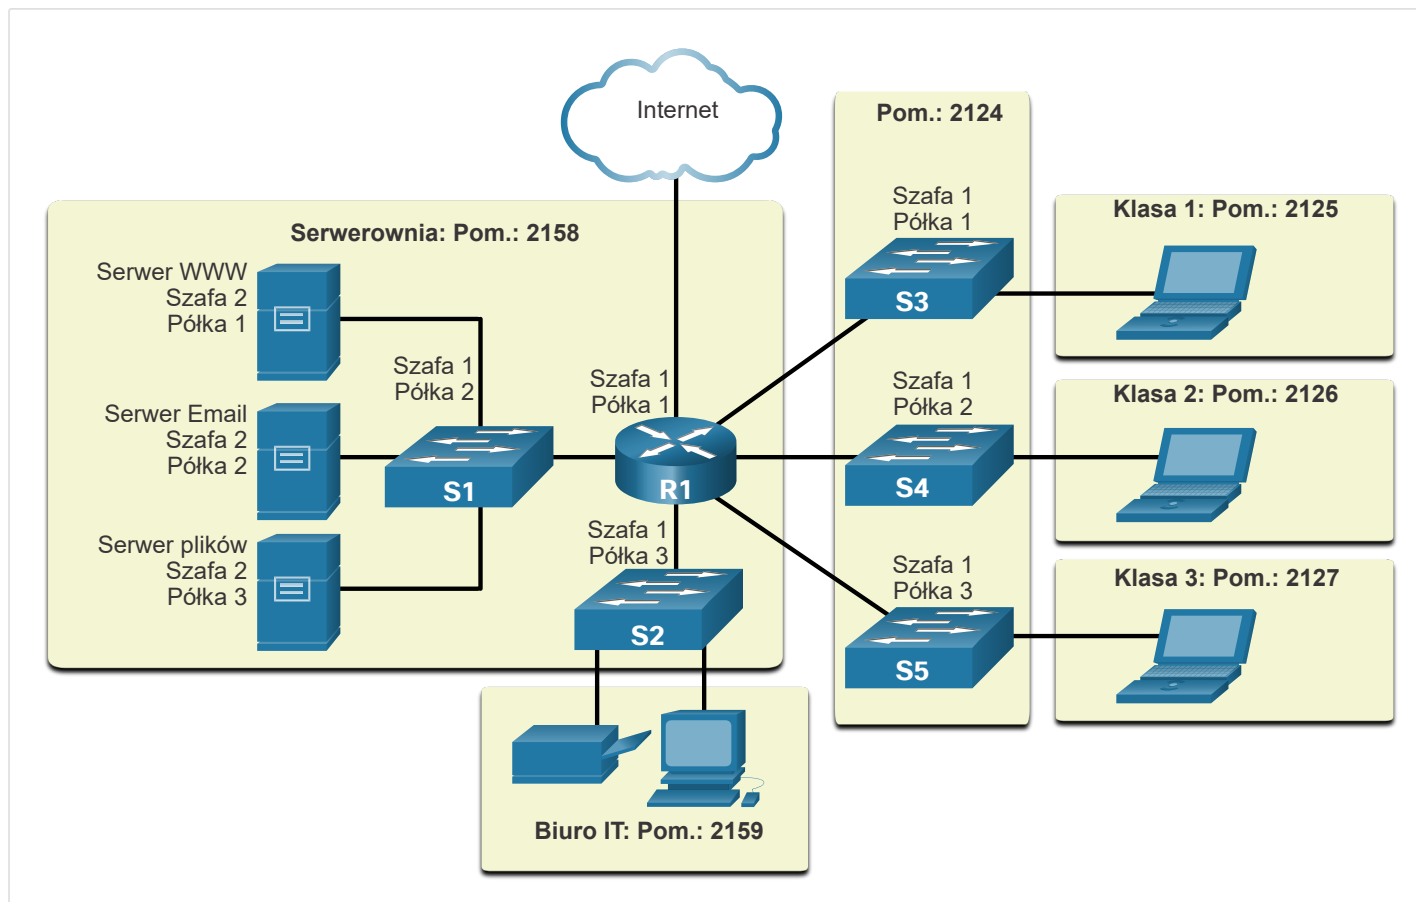 Internet
Pom.: 2124
Szafa 1
Półka 1
S3
Klasa 1: Pom.: 2125
Serwerownia: Pom.: 2158
Serwer WWW
Szafa 2
Półka 1
Szafa 1
Półka 2
Szafa 1
Półka 1
Szafa 1
Półka 2
Klasa 2: Pom.: 2126
Serwer Email
Szafa 2
Półka 2
S1
R1
S4
Serwer plików
Szafa 2
Półka 3
Szafa 1
Półka 3
S2
Szafa 1
Półka 3
S5
Klasa 3: Pom.: 2127
Biuro IT: Pom.: 2159